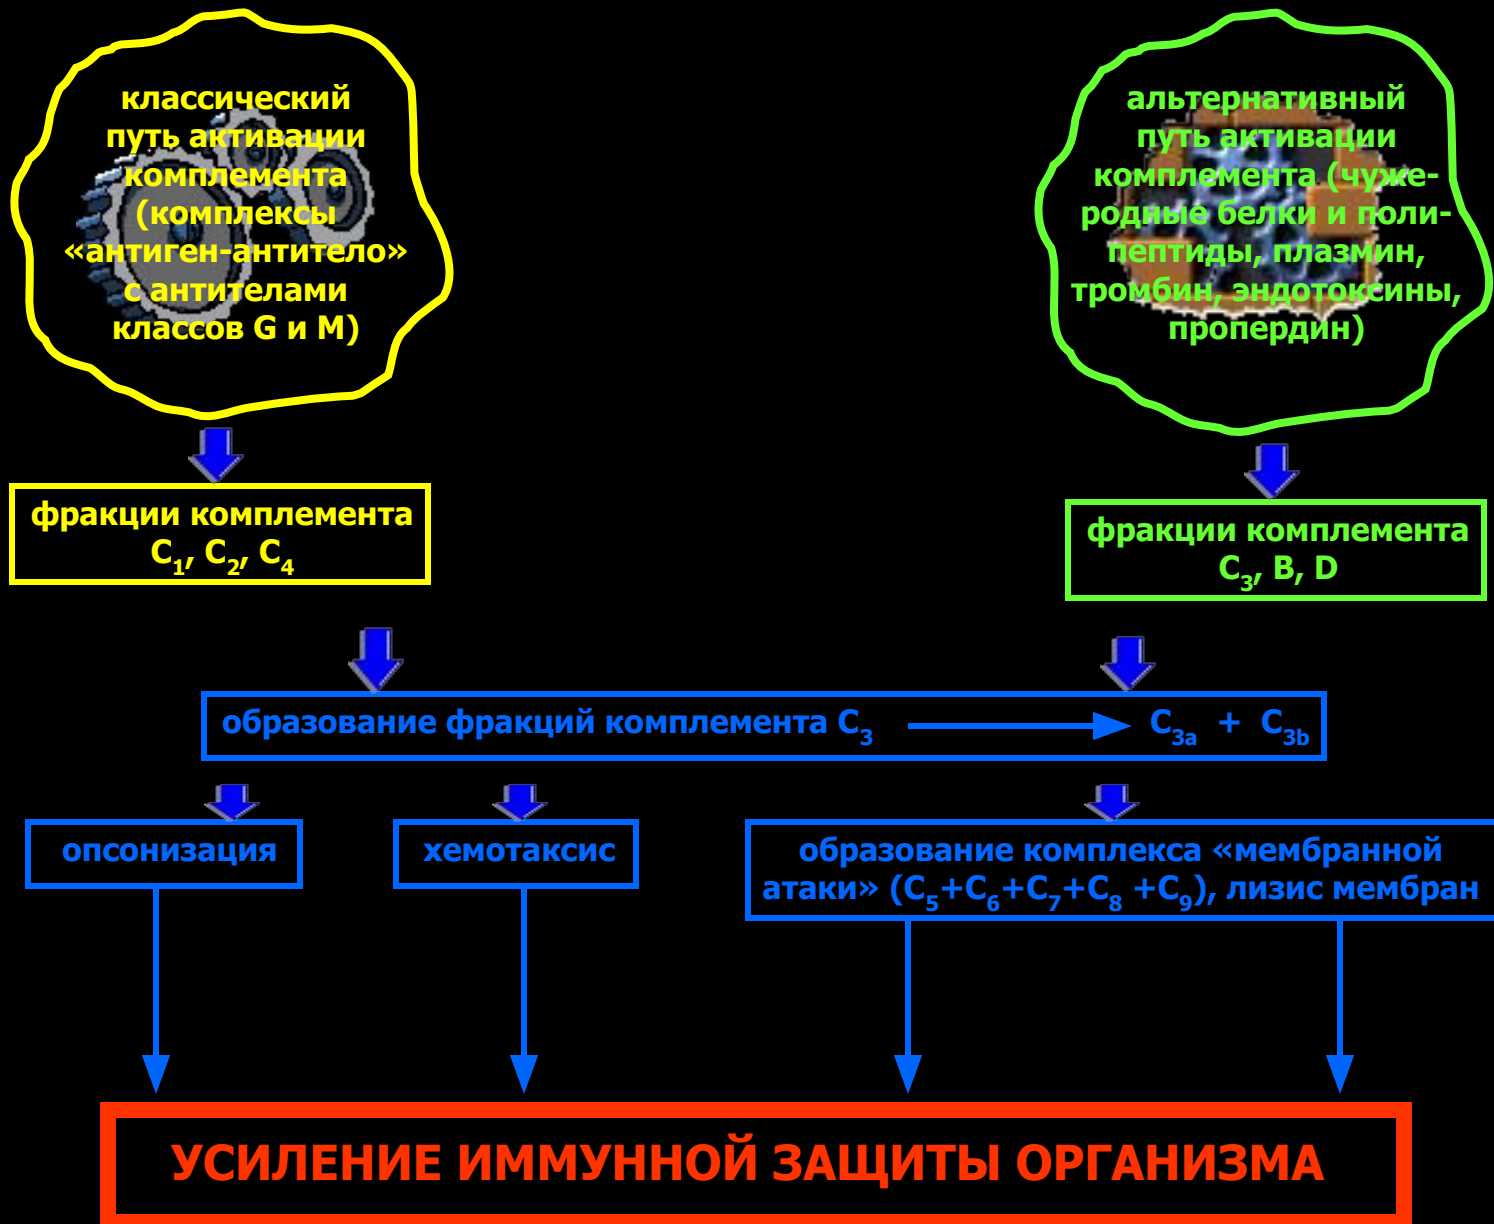 классический
путь активации
комплемента
(комплексы
«антиген-антитело»
с антителами
классов G и M)
альтернативный
путь активации
комплемента (чуже-
родные белки и поли-
пептиды, плазмин,
тромбин, эндотоксины,
пропердин)
фракции комплемента
C₁, C₂, C₄
фракции комплемента
C₃, B, D
образование фракций комплемента C₃ → C₃ₐ + C₃b
опсонизация
хемотаксис
образование комплекса «мембранной
атаки» (C₅+C₆+C₇+C₈ +C₉), лизис мембран
УСИЛЕНИЕ ИММУННОЙ ЗАЩИТЫ ОРГАНИЗМА